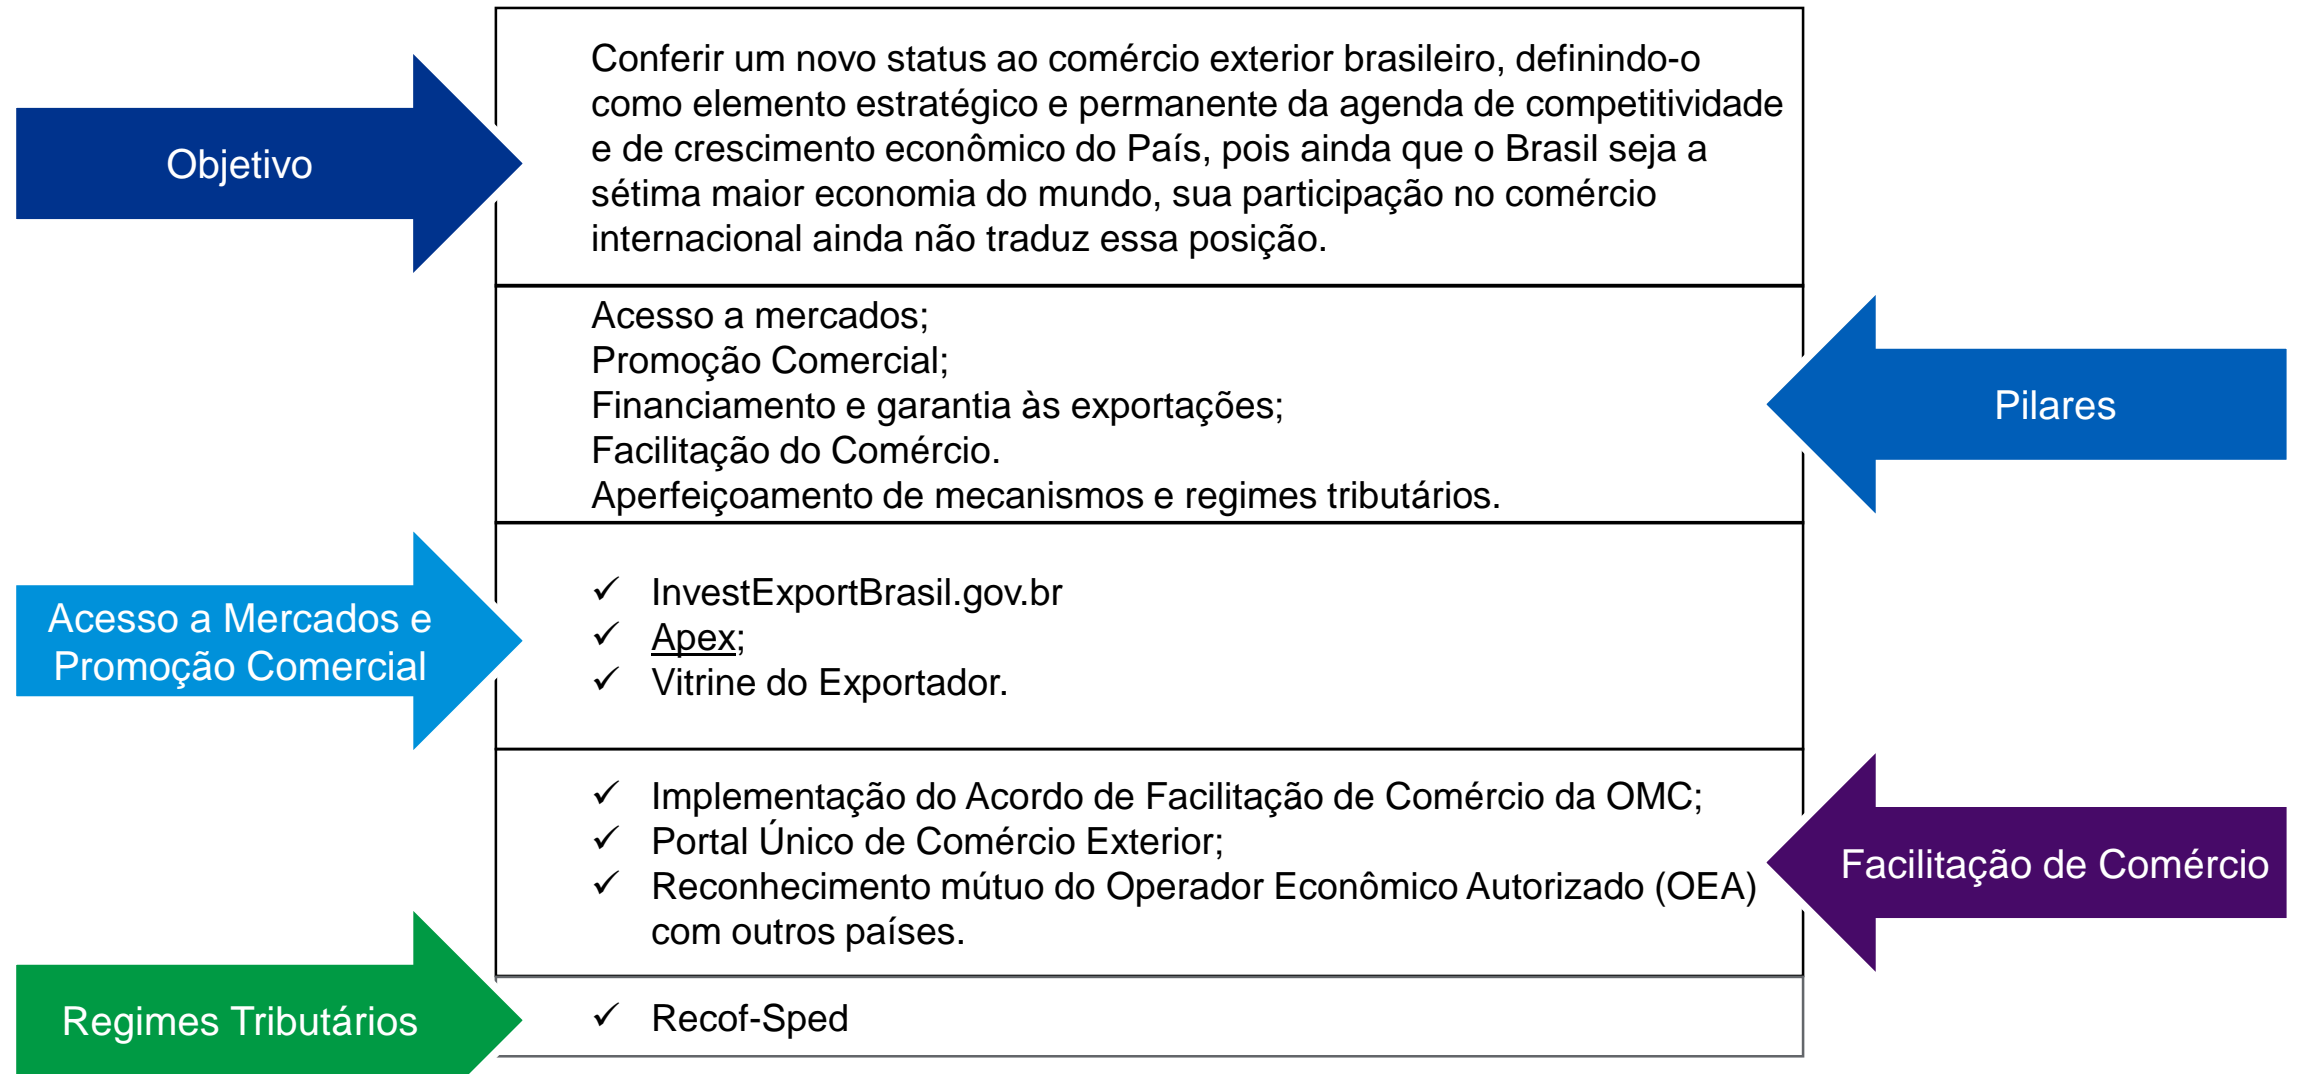 Objetivo
Conferir um novo status ao comércio exterior brasileiro, definindo-o
como elemento estratégico e permanente da agenda de competitividade
e de crescimento econômico do País, pois ainda que o Brasil seja a
sétima maior economia do mundo, sua participação no comércio
internacional ainda não traduz essa posição.
Acesso a mercados;
Promoção Comercial;
Financiamento e garantia às exportações;
Facilitação do Comércio.
Aperfeiçoamento de mecanismos e regimes tributários.
Pilares
Acesso a Mercados e
Promoção Comercial
✓ InvestExportBrasil.gov.br
✓ Apex;
✓ Vitrine do Exportador.
✓ Implementação do Acordo de Facilitação de Comércio da OMC;
✓ Portal Único de Comércio Exterior;
✓ Reconhecimento mútuo do Operador Econômico Autorizado (OEA)
com outros países.
Facilitação de Comércio
Regimes Tributários
✓ Recof-Sped